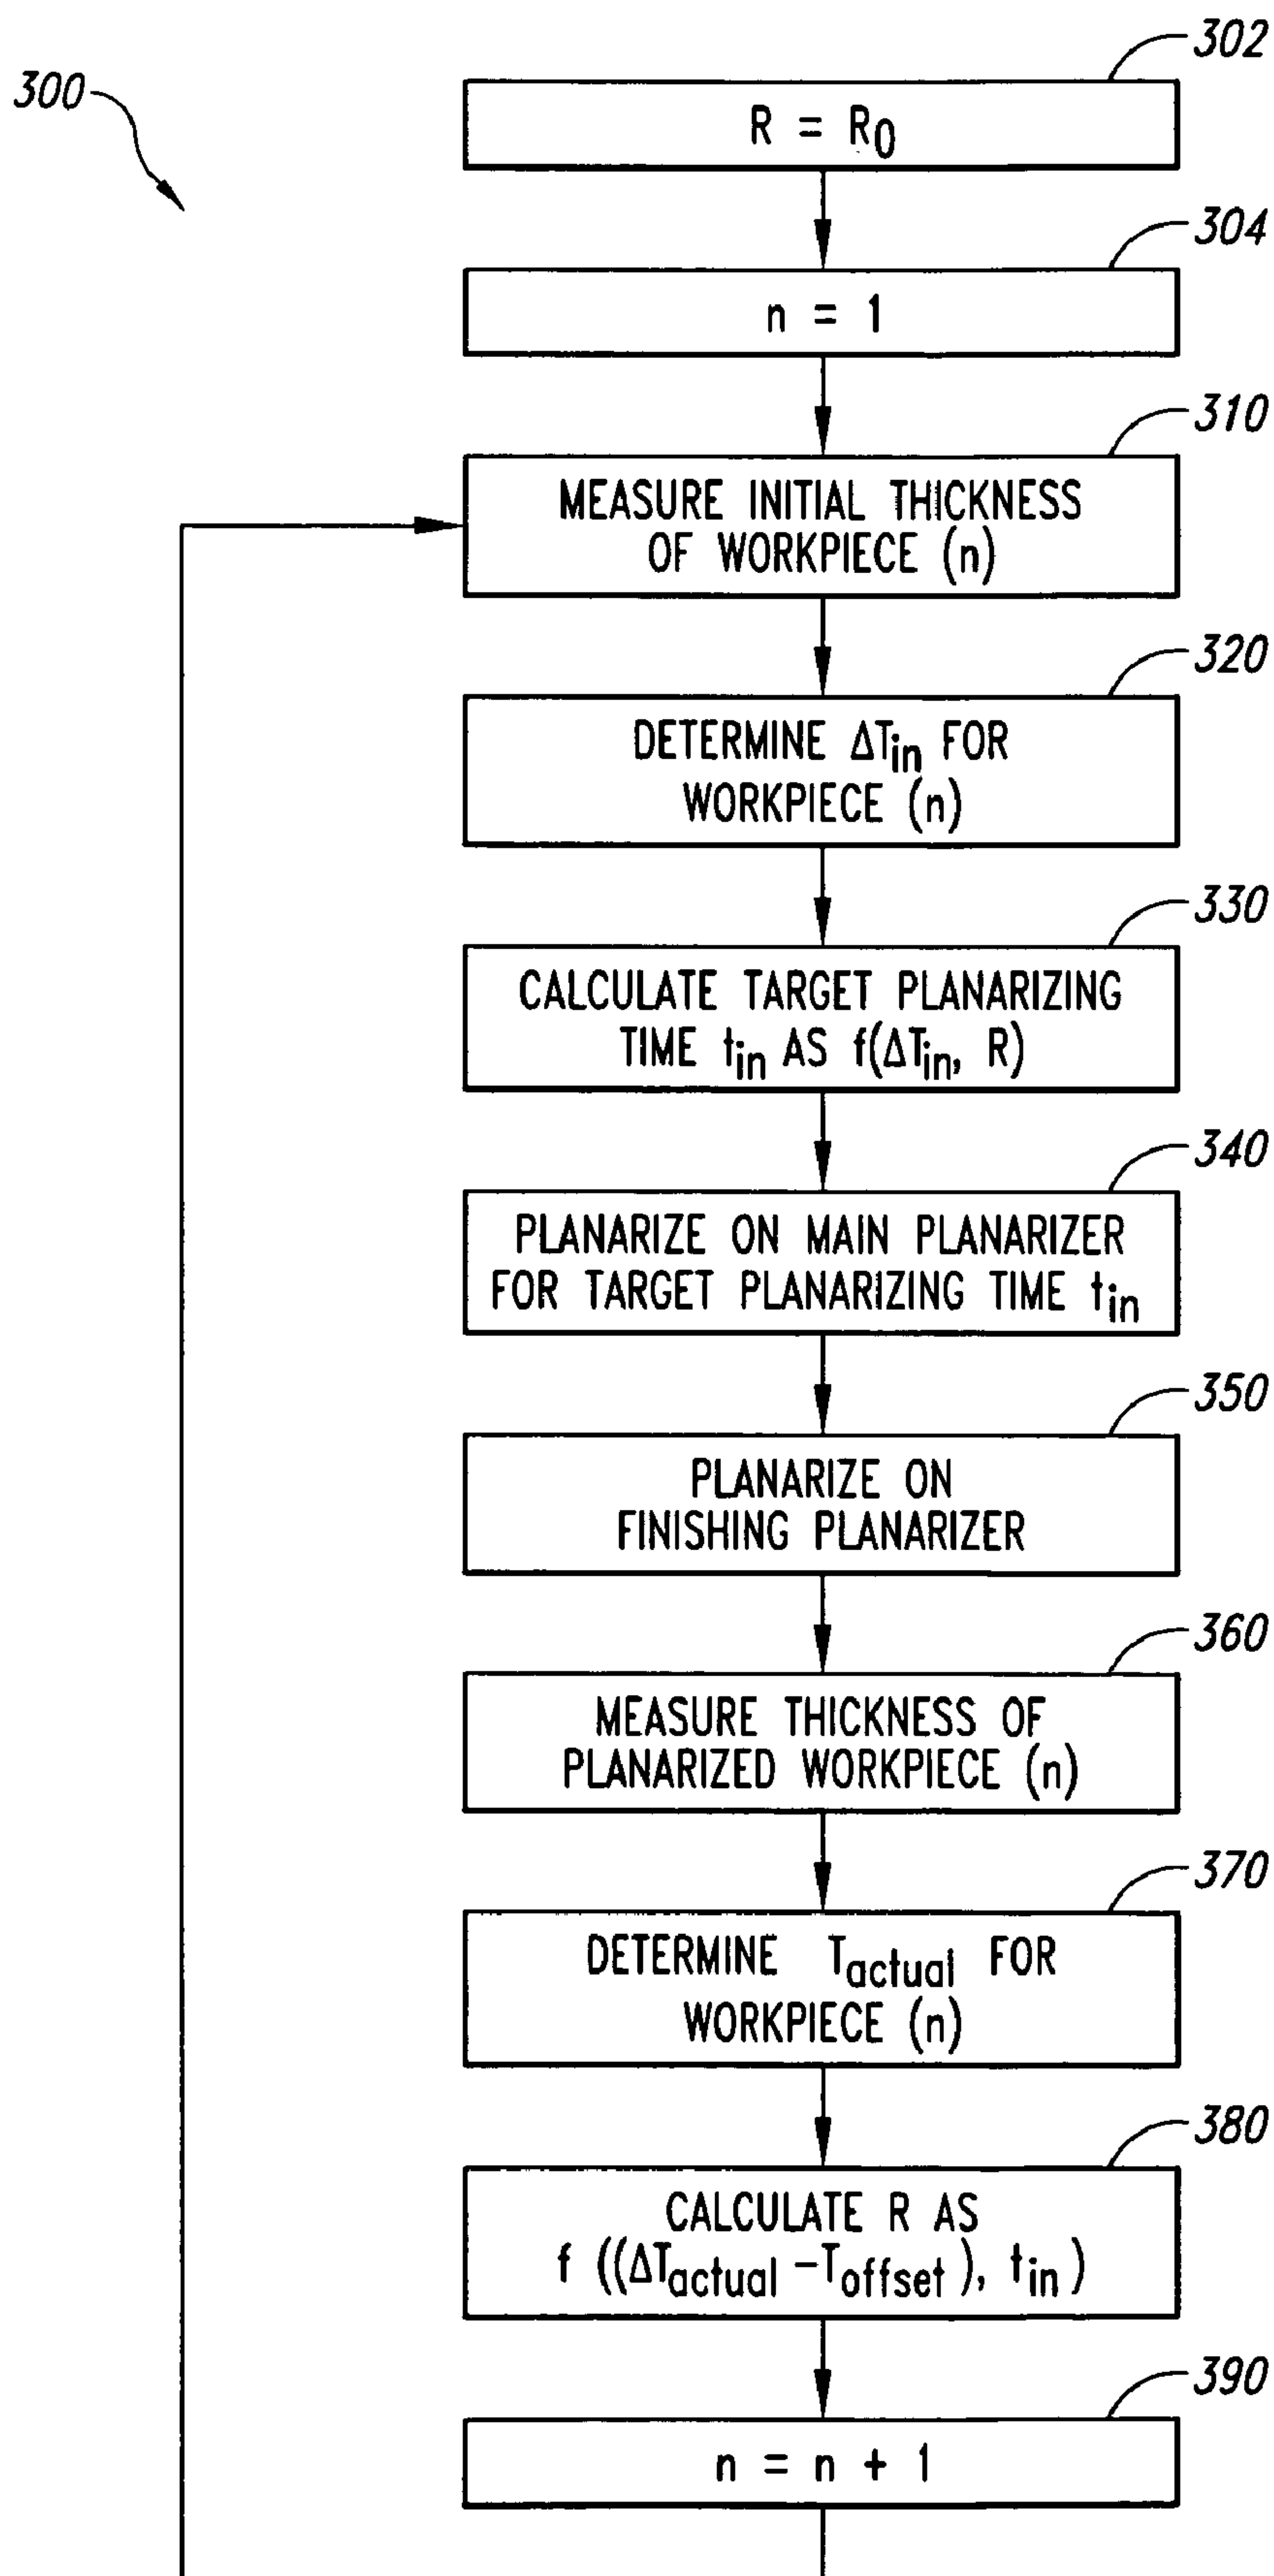 300
302
R = R0
304
n = 1
310
MEASURE INITIAL THICKNESS
OF WORKPIECE (n)
320
DETERMINE ΔTin FOR
WORKPIECE (n)
330
CALCULATE TARGET PLANARIZING
TIME tin AS f(ΔTin, R)
340
PLANARIZE ON MAIN PLANARIZER
FOR TARGET PLANARIZING TIME tin
350
PLANARIZE ON
FINISHING PLANARIZER
360
MEASURE THICKNESS OF
PLANARIZED WORKPIECE (n)
370
DETERMINE Tactual FOR
WORKPIECE (n)
380
CALCULATE R AS
f ((ΔTactual -Toffset), tin)
390
n = n + 1